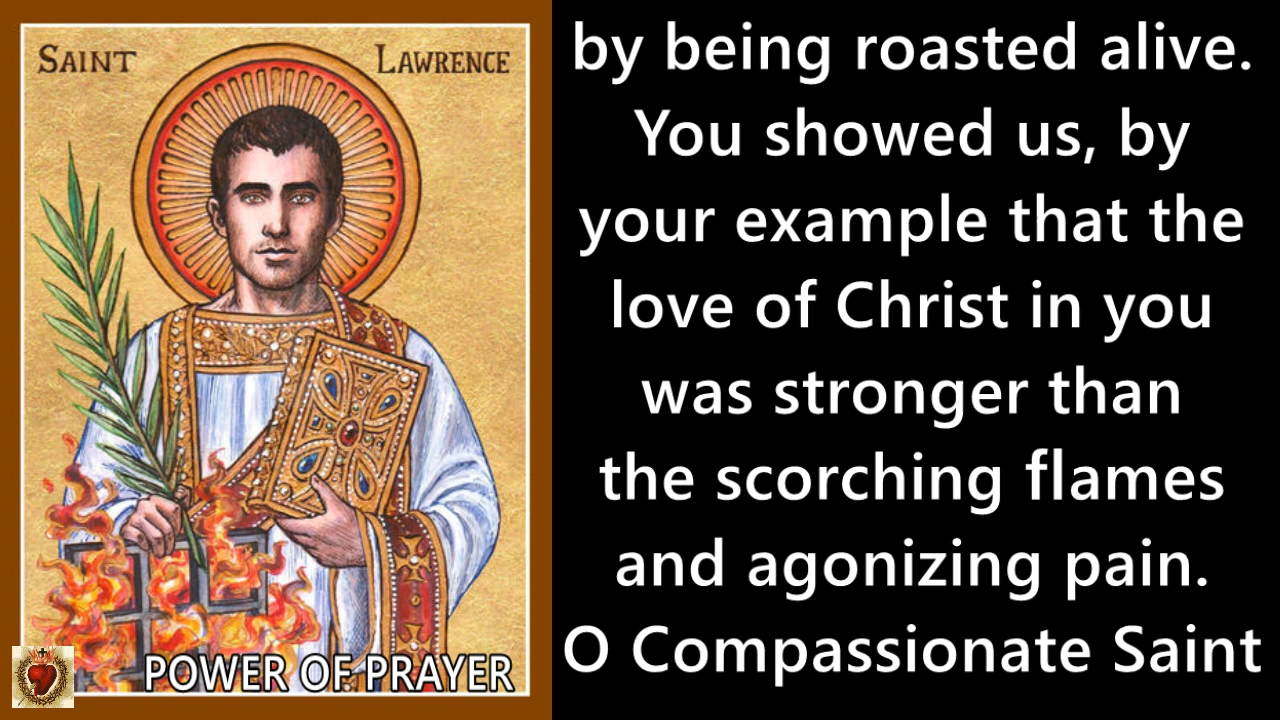 SAINT LAWRENCE
POWER OF PRAYER
by being roasted alive.
You showed us, by
your example that the
love of Christ in you
was stronger than
the scorching flames
and agonizing pain.
O Compassionate Saint